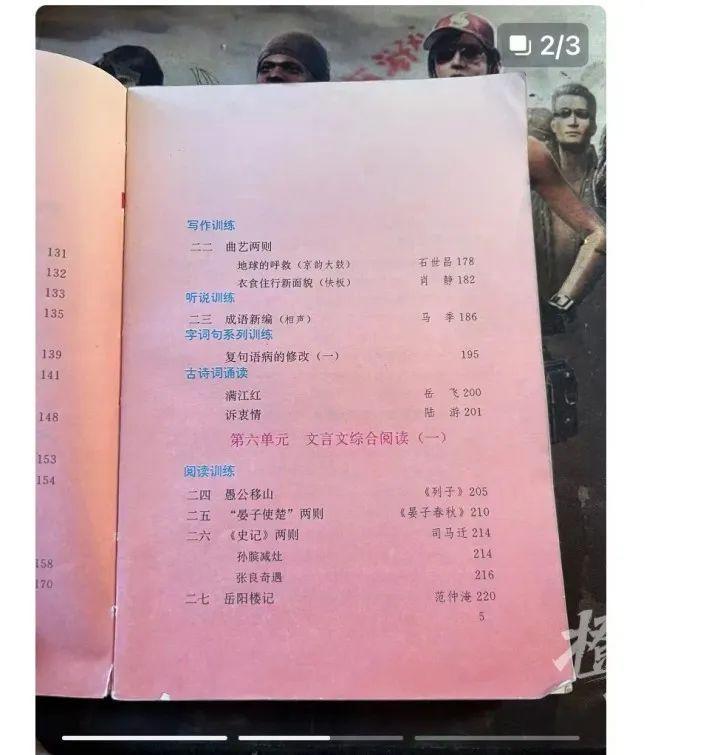 2/3
131
132
133
135
139
141
148
153
154
158
170
写作训练
二二 曲艺两则
地球的呼救(京韵大鼓) 石世昌 178
衣食住行新面貌(快板) 肖静 182
听说训练
二三 成语新编(相声) 马季 186
字词句系列训练
复句语病的修改(一) 195
古诗词诵读
满江红 岳飞 200
诉衷情 陆游 201
第六单元 文言文综合阅读(一)
阅读训练
二四 愚公移山 《列子》205
二五 “晏子使楚”两则 《晏子春秋》210
二六 《史记》两则 司马迁 214
孙膑减灶 214
张良奇遇 216
二七 岳阳楼记 范仲淹 220
5